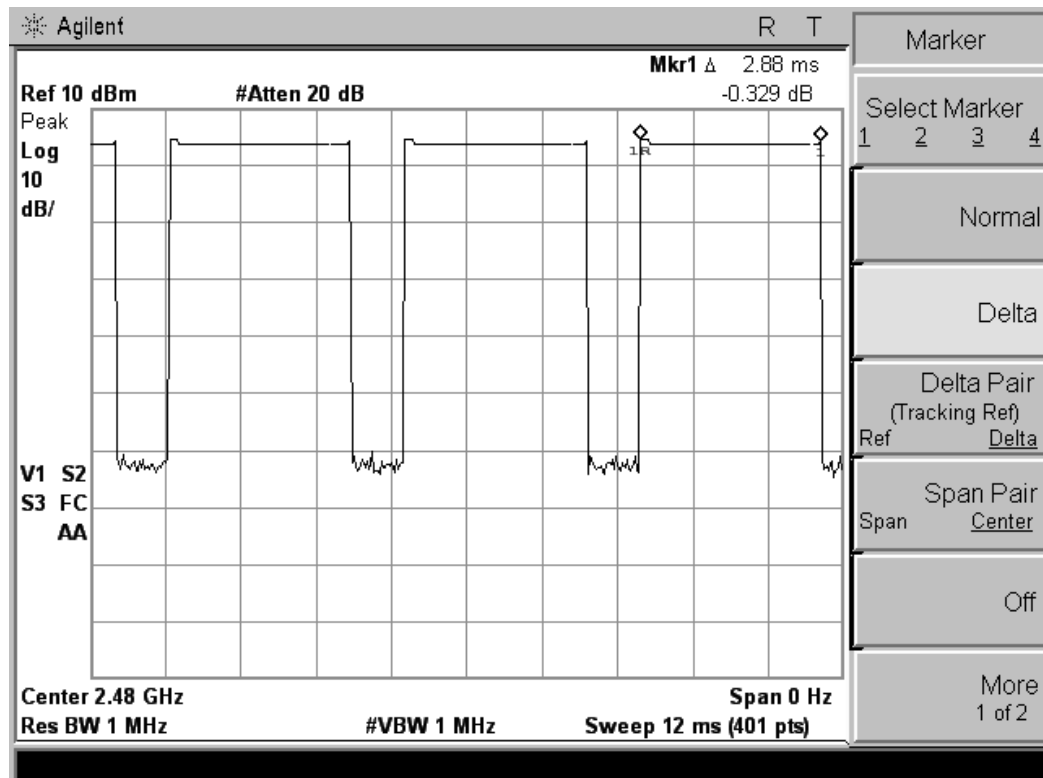 Agilent R T
Mkr1 Δ 2.88 ms
Ref 10 dBm #Atten 20 dB -0.329 dB
Peak
Log
10
dB/
1R 1
V1 S2
S3 FC
AA
Center 2.48 GHz Span 0 Hz
Res BW 1 MHz #VBW 1 MHz Sweep 12 ms (401 pts)
Marker
Select Marker
1 2 3 4
Normal
Delta
Delta Pair
(Tracking Ref)
Ref Delta
Span Pair
Span Center
Off
More
1 of 2